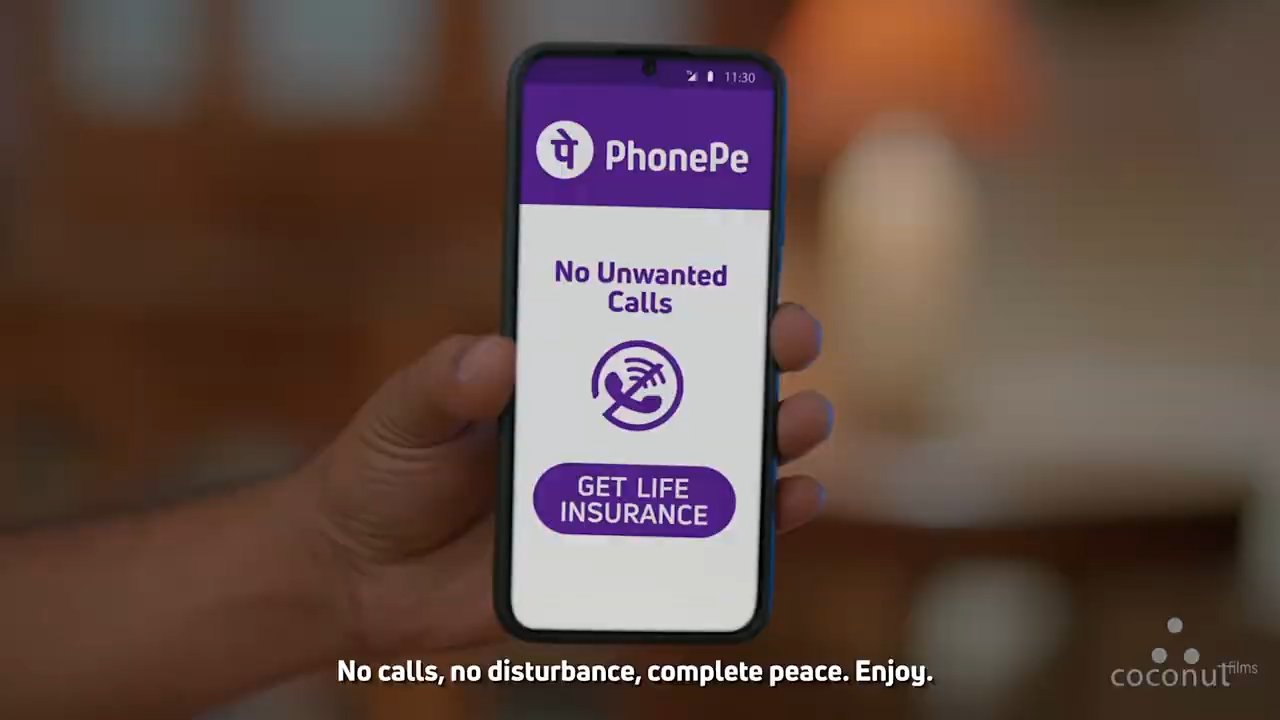 11:30
पे PhonePe
No Unwanted
Calls
GET LIFE
INSURANCE
No calls, no disturbance, complete peace. Enjoy.
coconut films